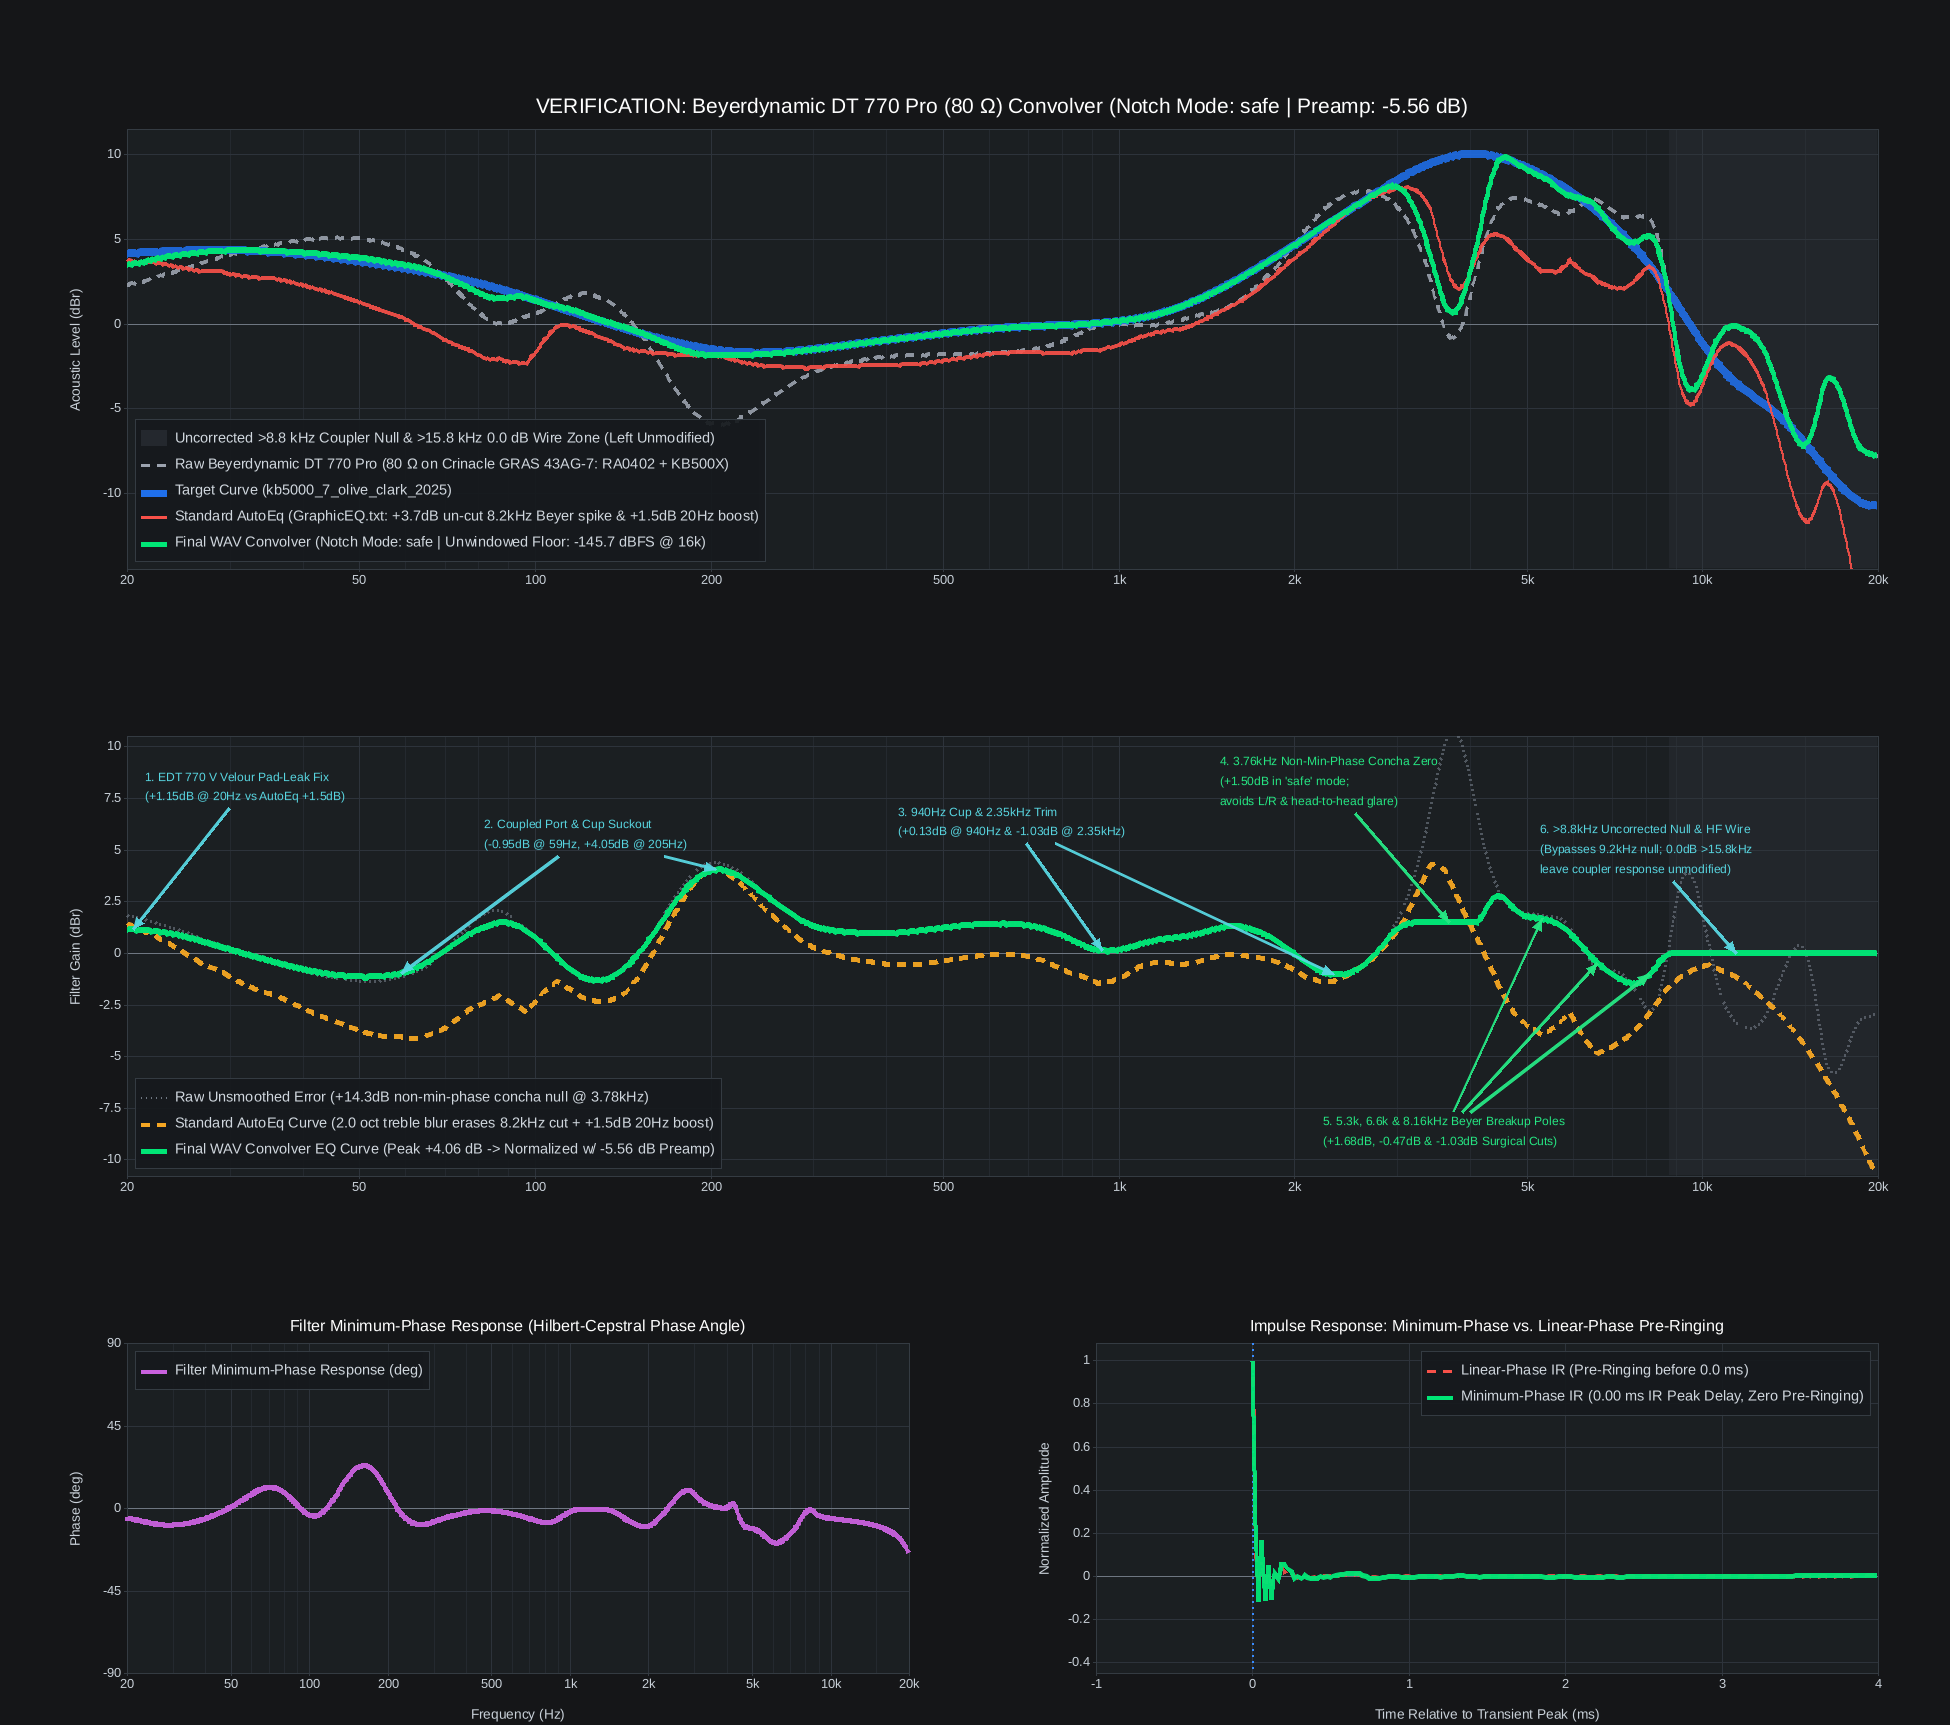 VERIFICATION: Beyerdynamic DT 770 Pro (80 Ω) Convolver (Notch Mode: safe | Preamp: -5.56 dB)
10
5
0
-5
-10
Acoustic Level (dBr)
Uncorrected >8.8 kHz Coupler Null & >15.8 kHz 0.0 dB Wire Zone (Left Unmodified)
Raw Beyerdynamic DT 770 Pro (80 Ω on Crinacle GRAS 43AG-7: RA0402 + KB500X)
Target Curve (kb5000_7_olive_clark_2025)
Standard AutoEq (GraphicEQ.txt: +3.7dB un-cut 8.2kHz Beyer spike & +1.5dB 20Hz boost)
Final WAV Convolver (Notch Mode: safe | Unwindowed Floor: -145.7 dBFS @ 16k)
20 50 100 200 500 1k 2k 5k 10k 20k
10
7.5
5
2.5
0
-2.5
-5
-7.5
-10
Filter Gain (dBr)
1. EDT 770 V Velour Pad-Leak Fix
(+1.15dB @ 20Hz vs AutoEq +1.5dB)
2. Coupled Port & Cup Suckout
(-0.95dB @ 59Hz, +4.05dB @ 205Hz)
3. 940Hz Cup & 2.35kHz Trim
(+0.13dB @ 940Hz & -1.03dB @ 2.35kHz)
4. 3.76kHz Non-Min-Phase Concha Zero
(+1.50dB in 'safe' mode;
avoids L/R & head-to-head glare)
6. >8.8kHz Uncorrected Null & HF Wire
(Bypasses 9.2kHz null; 0.0dB >15.8kHz
leave coupler response unmodified)
5. 5.3k, 6.6k & 8.16kHz Beyer Breakup Poles
(+1.68dB, -0.47dB & -1.03dB Surgical Cuts)
Raw Unsmoothed Error (+14.3dB non-min-phase concha null @ 3.78kHz)
Standard AutoEq Curve (2.0 oct treble blur erases 8.2kHz cut + +1.5dB 20Hz boost)
Final WAV Convolver EQ Curve (Peak +4.06 dB -> Normalized w/ -5.56 dB Preamp)
20 50 100 200 500 1k 2k 5k 10k 20k
Filter Minimum-Phase Response (Hilbert-Cepstral Phase Angle)
90
45
0
-45
-90
Phase (deg)
Filter Minimum-Phase Response (deg)
20 50 100 200 500 1k 2k 5k 10k 20k
Frequency (Hz)
Impulse Response: Minimum-Phase vs. Linear-Phase Pre-Ringing
1
0.8
0.6
0.4
0.2
0
-0.2
-0.4
Normalized Amplitude
Linear-Phase IR (Pre-Ringing before 0.0 ms)
Minimum-Phase IR (0.00 ms IR Peak Delay, Zero Pre-Ringing)
-1 0 1 2 3 4
Time Relative to Transient Peak (ms)